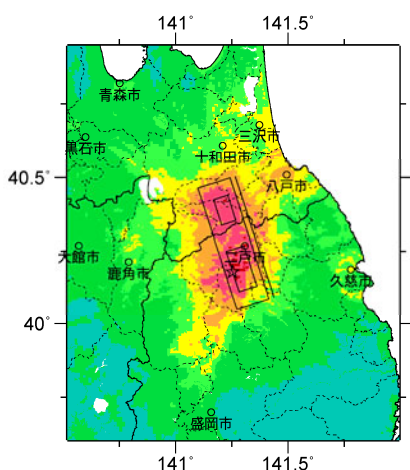 141° 141.5°
青森市
三沢市
黒石市
十和田市
40.5°
八戸市
大館市
二戸市
鹿角市
久慈市
40°
盛岡市
141° 141.5°